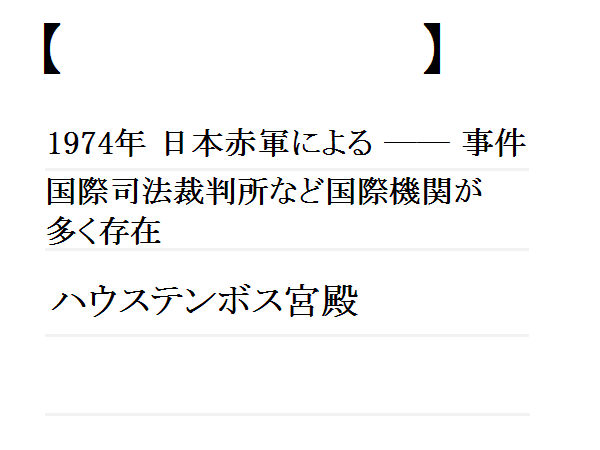 【 】
1974年 日本赤軍による ―― 事件
国際司法裁判所など国際機関が
多く存在
ハウステンボス宮殿